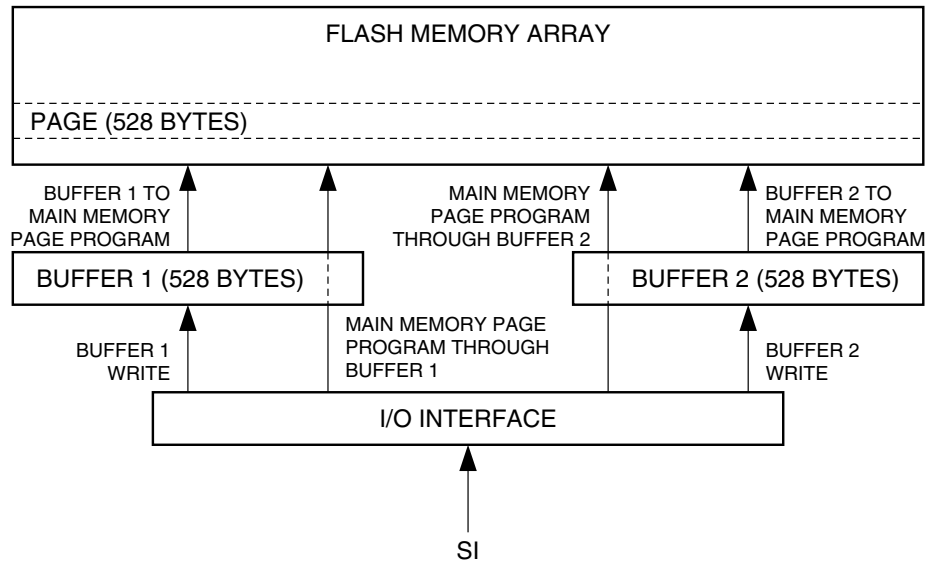 FLASH MEMORY ARRAY
PAGE (528 BYTES)
BUFFER 1 TO
MAIN MEMORY
PAGE PROGRAM
MAIN MEMORY
PAGE PROGRAM
THROUGH BUFFER 2
BUFFER 2 TO
MAIN MEMORY
PAGE PROGRAM
BUFFER 1 (528 BYTES)
BUFFER 2 (528 BYTES)
BUFFER 1
WRITE
MAIN MEMORY PAGE
PROGRAM THROUGH
BUFFER 1
BUFFER 2
WRITE
I/O INTERFACE
SI